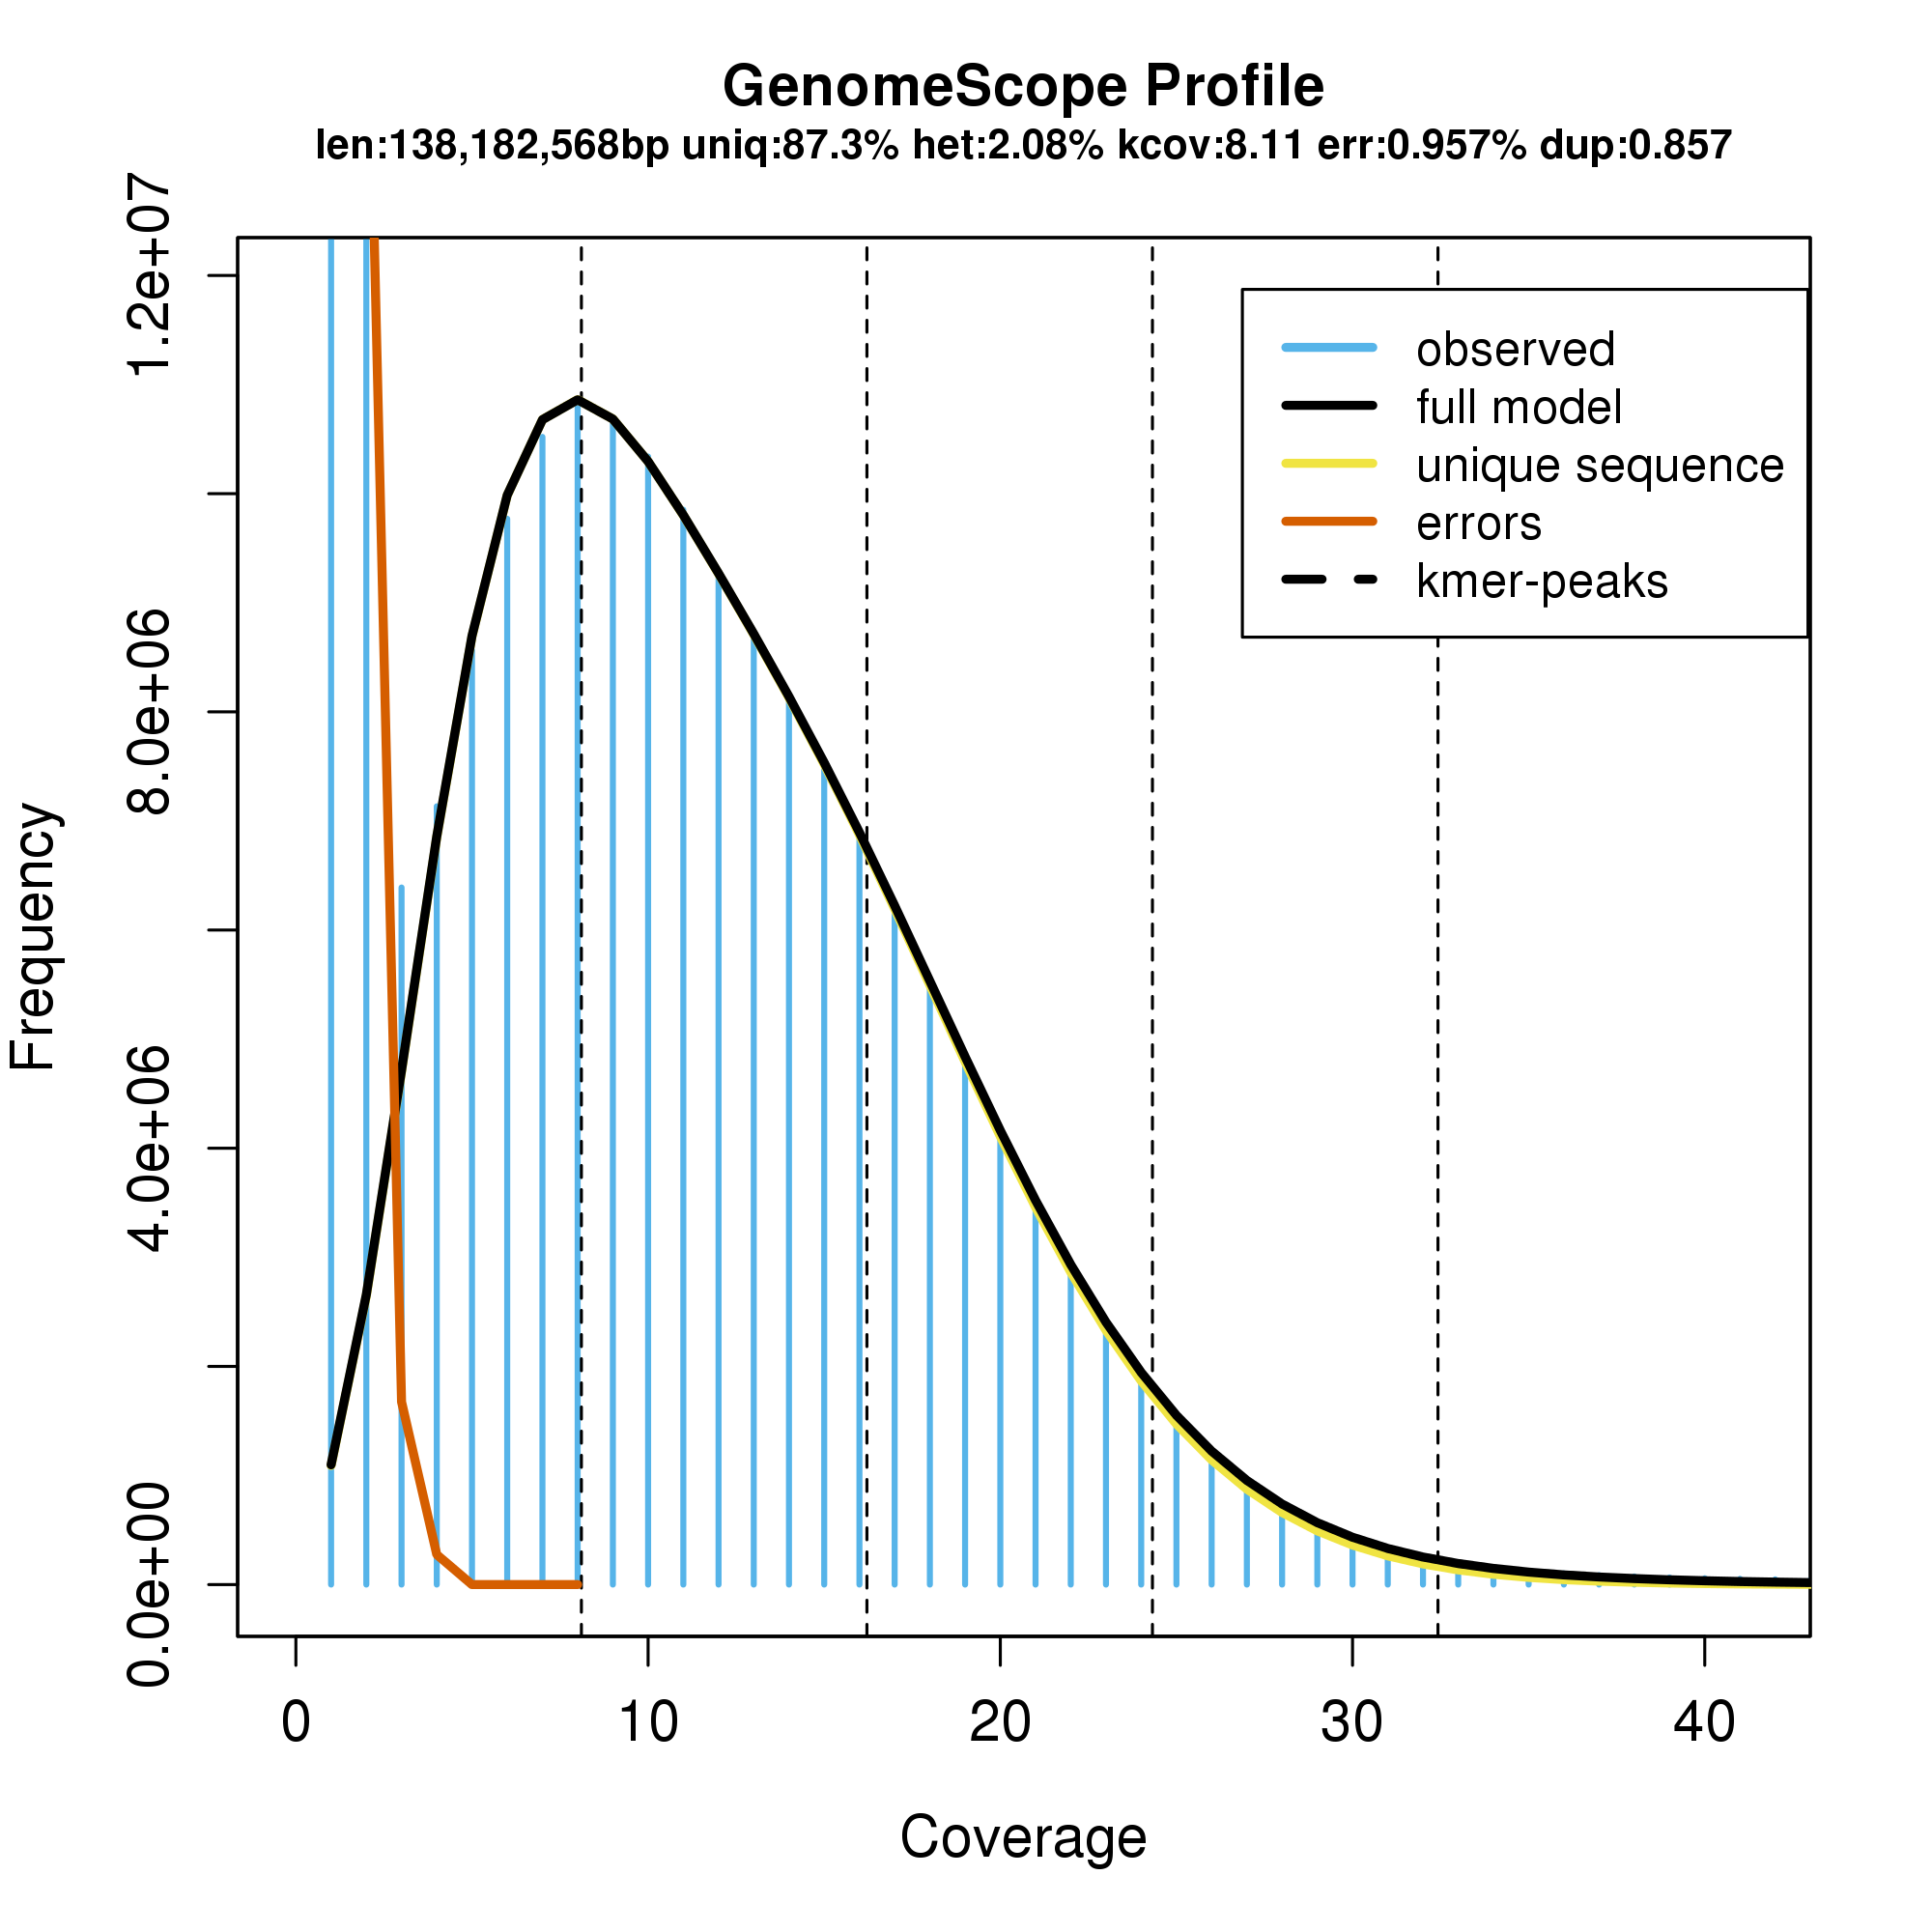 GenomeScope Profile
len:138,182,568bp uniq:87.3% het:2.08% kcov:8.11 err:0.957% dup:0.857
observed
full model
unique sequence
errors
kmer-peaks
Frequency
1.2e+07
8.0e+06
4.0e+06
0.0e+00
0 10 20 30 40
Coverage